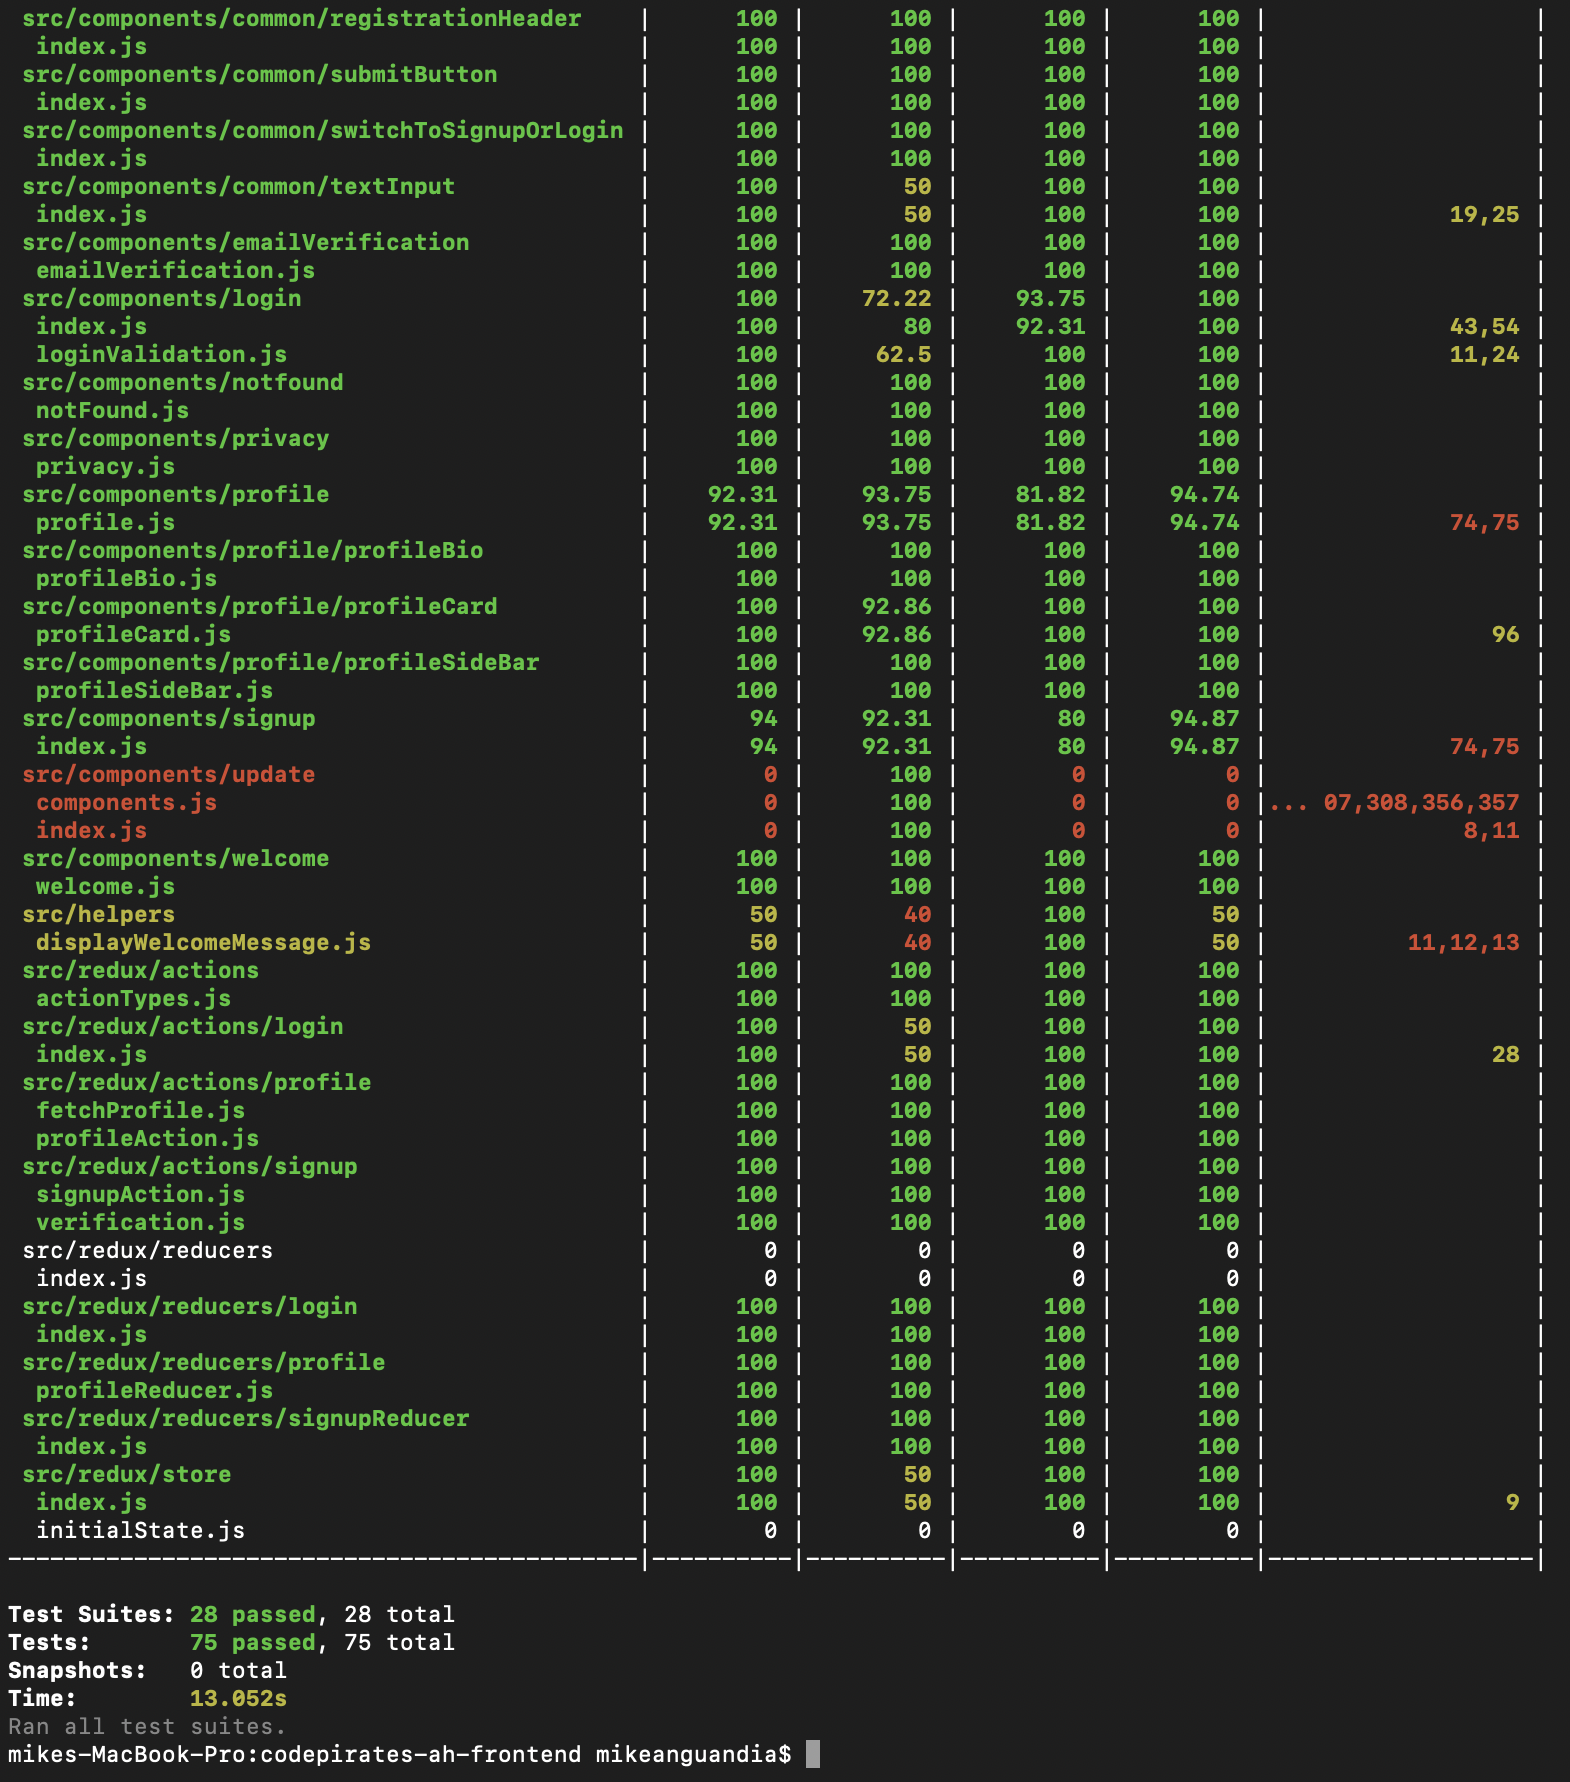 src/components/common/registrationHeader | 100 | 100 | 100 | 100 | |
index.js | 100 | 100 | 100 | 100 | |
src/components/common/submitButton | 100 | 100 | 100 | 100 | |
index.js | 100 | 100 | 100 | 100 | |
src/components/common/switchToSignupOrLogin | 100 | 100 | 100 | 100 | |
index.js | 100 | 100 | 100 | 100 | |
src/components/common/textInput | 100 | 50 | 100 | 100 | |
index.js | 100 | 50 | 100 | 100 | 19,25 |
src/components/emailVerification | 100 | 100 | 100 | 100 | |
emailVerification.js | 100 | 100 | 100 | 100 | |
src/components/login | 100 | 72.22 | 93.75 | 100 | |
index.js | 100 | 80 | 92.31 | 100 | 43,54 |
loginValidation.js | 100 | 62.5 | 100 | 100 | 11,24 |
src/components/notfound | 100 | 100 | 100 | 100 | |
notFound.js | 100 | 100 | 100 | 100 | |
src/components/privacy | 100 | 100 | 100 | 100 | |
privacy.js | 100 | 100 | 100 | 100 | |
src/components/profile | 92.31 | 93.75 | 81.82 | 94.74 | |
profile.js | 92.31 | 93.75 | 81.82 | 94.74 | 74,75 |
src/components/profile/profileBio | 100 | 100 | 100 | 100 | |
profileBio.js | 100 | 100 | 100 | 100 | |
src/components/profile/profileCard | 100 | 92.86 | 100 | 100 | |
profileCard.js | 100 | 92.86 | 100 | 100 | 96 |
src/components/profile/profileSideBar | 100 | 100 | 100 | 100 | |
profileSideBar.js | 100 | 100 | 100 | 100 | |
src/components/signup | 94 | 92.31 | 80 | 94.87 | |
index.js | 94 | 92.31 | 80 | 94.87 | 74,75 |
src/components/update | 0 | 100 | 0 | 0 | |
components.js | 0 | 100 | 0 | 0 |... 07,308,356,357 |
index.js | 0 | 100 | 0 | 0 | 8,11 |
src/components/welcome | 100 | 100 | 100 | 100 | |
welcome.js | 100 | 100 | 100 | 100 | |
src/helpers | 50 | 40 | 100 | 50 | |
displayWelcomeMessage.js | 50 | 40 | 100 | 50 | 11,12,13 |
src/redux/actions | 100 | 100 | 100 | 100 | |
actionTypes.js | 100 | 100 | 100 | 100 | |
src/redux/actions/login | 100 | 50 | 100 | 100 | |
index.js | 100 | 50 | 100 | 100 | 28 |
src/redux/actions/profile | 100 | 100 | 100 | 100 | |
fetchProfile.js | 100 | 100 | 100 | 100 | |
profileAction.js | 100 | 100 | 100 | 100 | |
src/redux/actions/signup | 100 | 100 | 100 | 100 | |
signupAction.js | 100 | 100 | 100 | 100 | |
verification.js | 100 | 100 | 100 | 100 | |
src/redux/reducers | 0 | 0 | 0 | 0 | |
index.js | 0 | 0 | 0 | 0 | |
src/redux/reducers/login | 100 | 100 | 100 | 100 | |
index.js | 100 | 100 | 100 | 100 | |
src/redux/reducers/profile | 100 | 100 | 100 | 100 | |
profileReducer.js | 100 | 100 | 100 | 100 | |
src/redux/reducers/signupReducer | 100 | 100 | 100 | 100 | |
index.js | 100 | 100 | 100 | 100 | |
src/redux/store | 100 | 50 | 100 | 100 | |
index.js | 100 | 50 | 100 | 100 | 9 |
initialState.js | 0 | 0 | 0 | 0 | |
---------------------------------------------|----------|----------|----------|----------|-------------------|
Test Suites: 28 passed, 28 total
Tests: 75 passed, 75 total
Snapshots: 0 total
Time: 13.052s
Ran all test suites.
mikes-MacBook-Pro:codepirates-ah-frontend mikeanguandia$